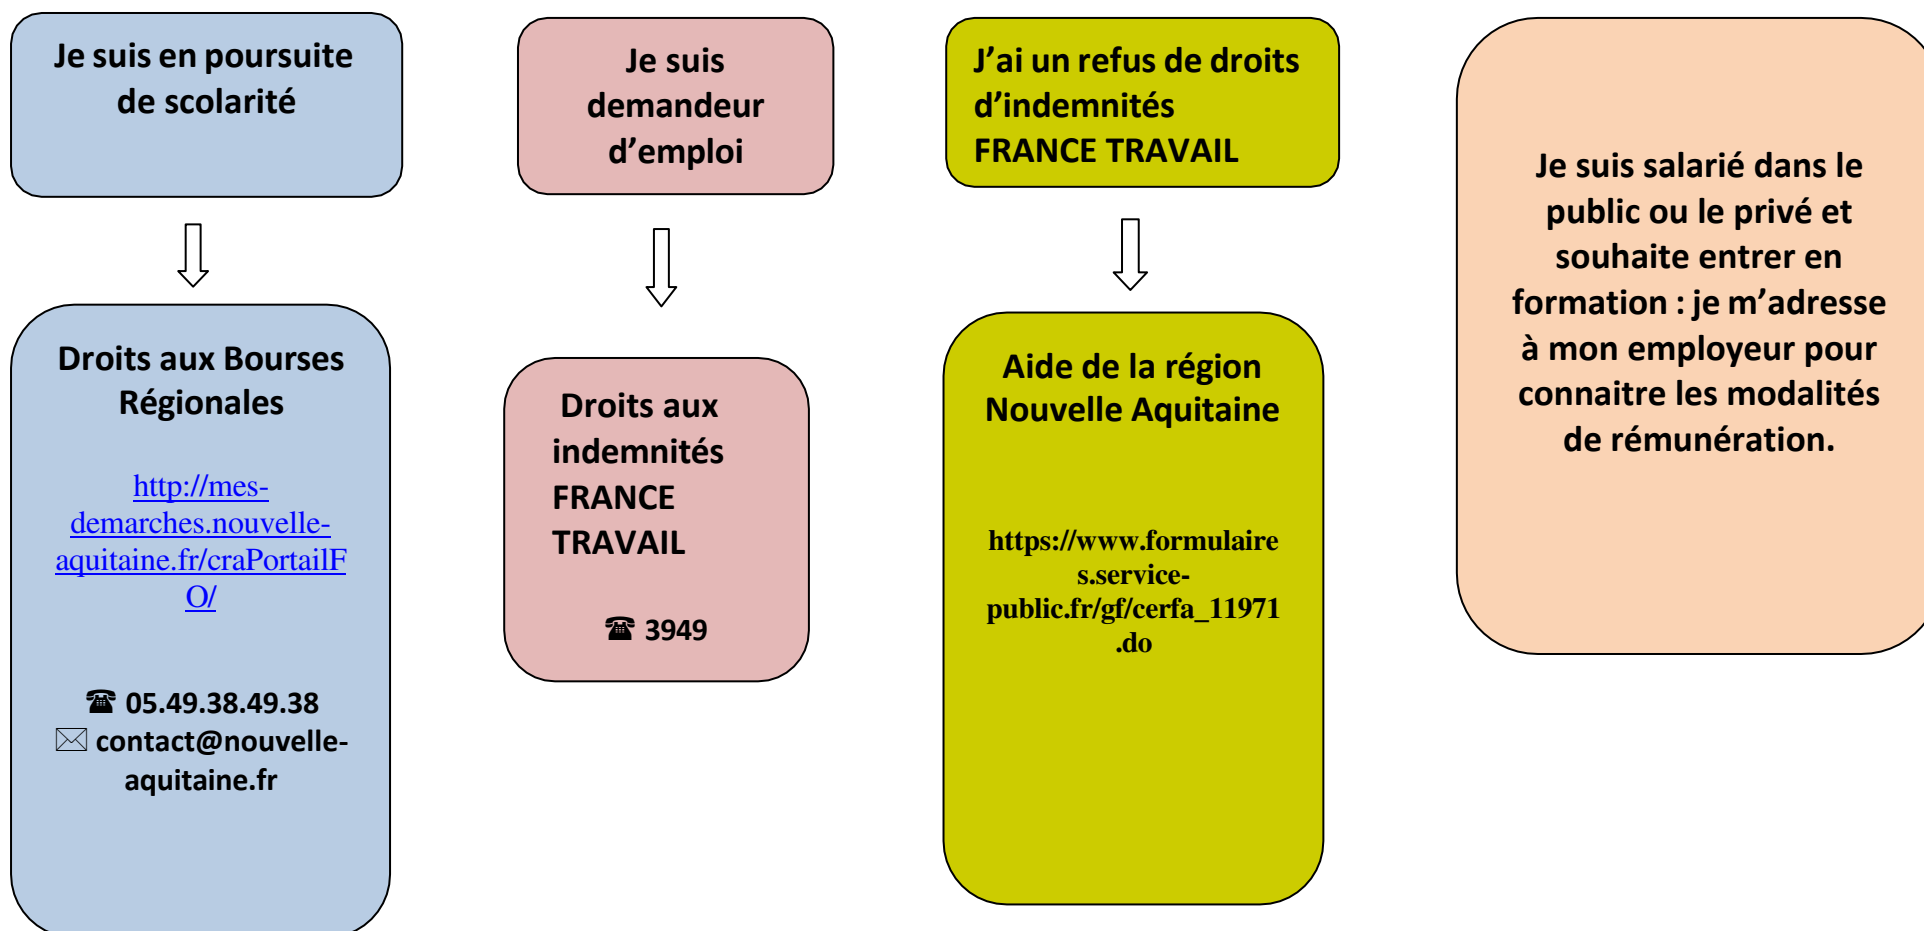 Je suis en poursuite
de scolarité
Droits aux Bourses
Régionales
http://mes-
demarches.nouvelle-
aquitaine.fr/craPortailF
O/
☎ 05.49.38.49.38
✉ contact@nouvelle-
aquitaine.fr
Je suis
demandeur
d’emploi
Droits aux
indemnités
FRANCE
TRAVAIL
☎ 3949
J’ai un refus de droits
d’indemnités
FRANCE TRAVAIL
Aide de la région
Nouvelle Aquitaine
https://www.formulaire
s.service-
public.fr/gf/cerfa_11971
.do
Je suis salarié dans le
public ou le privé et
souhaite entrer en
formation : je m’adresse
à mon employeur pour
connaitre les modalités
de rémunération.